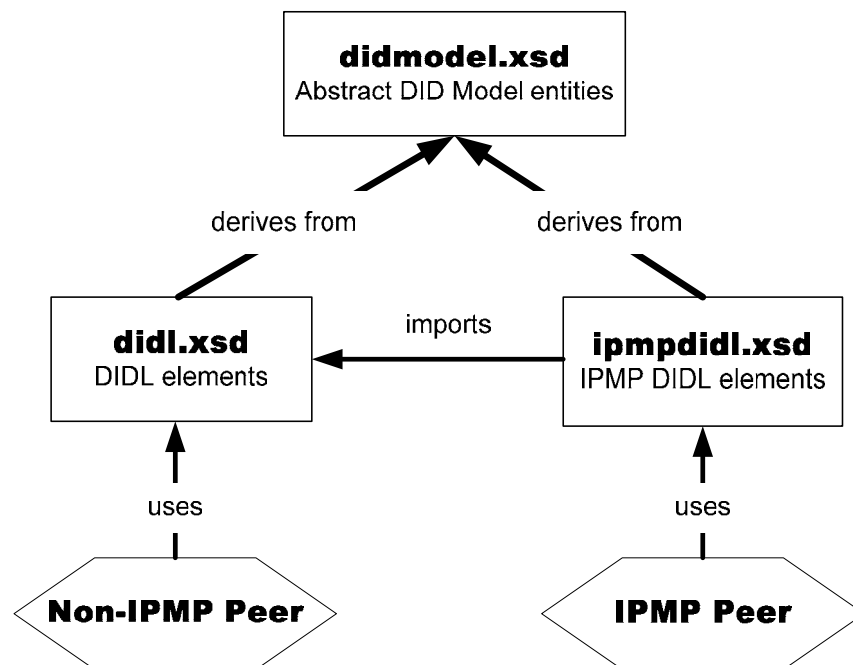 didmodel.xsd
Abstract DID Model entities
derives from
derives from
imports
didl.xsd
DIDL elements
ipmpdidl.xsd
IPMP DIDL elements
uses
uses
Non-IPMP Peer
IPMP Peer